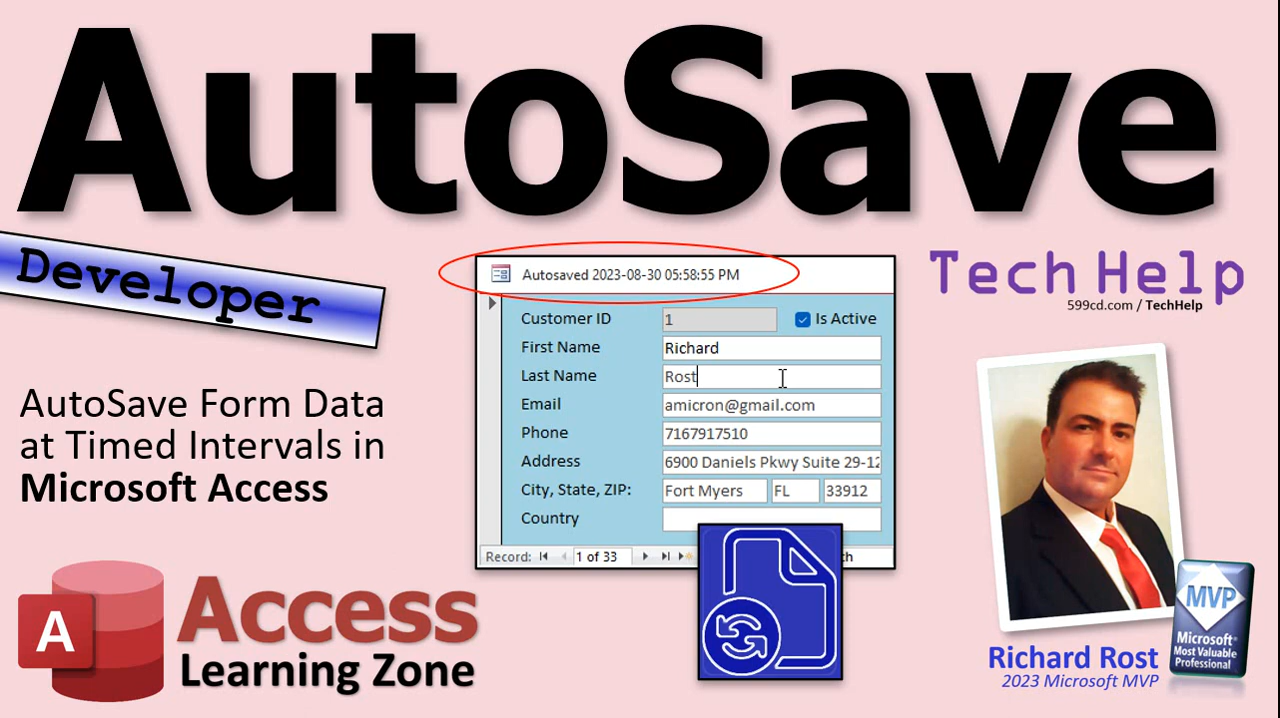 AutoSave
Developer
AutoSave Form Data
at Timed Intervals in
Microsoft Access
A
Access
Learning Zone
Autosaved 2023-08-30 05:58:55 PM
Customer ID 1 Is Active
First Name Richard
Last Name Rost
Email amicron@gmail.com
Phone 7167917510
Address 6900 Daniels Pkwy Suite 29-12
City, State, ZIP: Fort Myers FL 33912
Country
Record: 1 of 33
Tech Help
599cd.com / TechHelp
MVP
Microsoft®
Most Valuable
Professional
Richard Rost
2023 Microsoft MVP